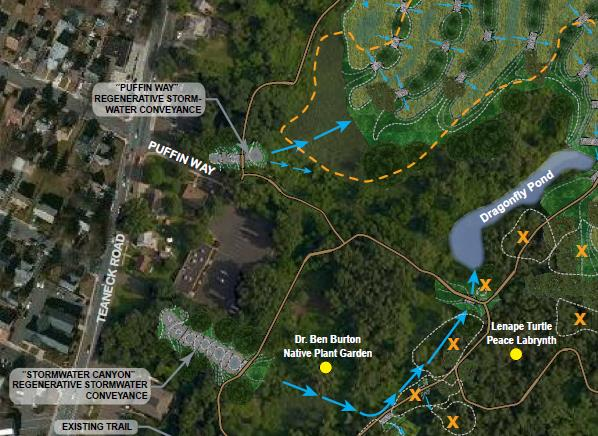 "PUFFIN WAY"
REGENERATIVE STORM-
WATER CONVEYANCE
PUFFIN WAY
Dragonfly Pond
TEANECK ROAD
X
X
X
X
X
X
X
Dr. Ben Burton
Native Plant Garden
Lenape Turtle
Peace Labrynth
"STORMWATER CANYON"
REGENERATIVE STORMWATER
CONVEYANCE
EXISTING TRAIL